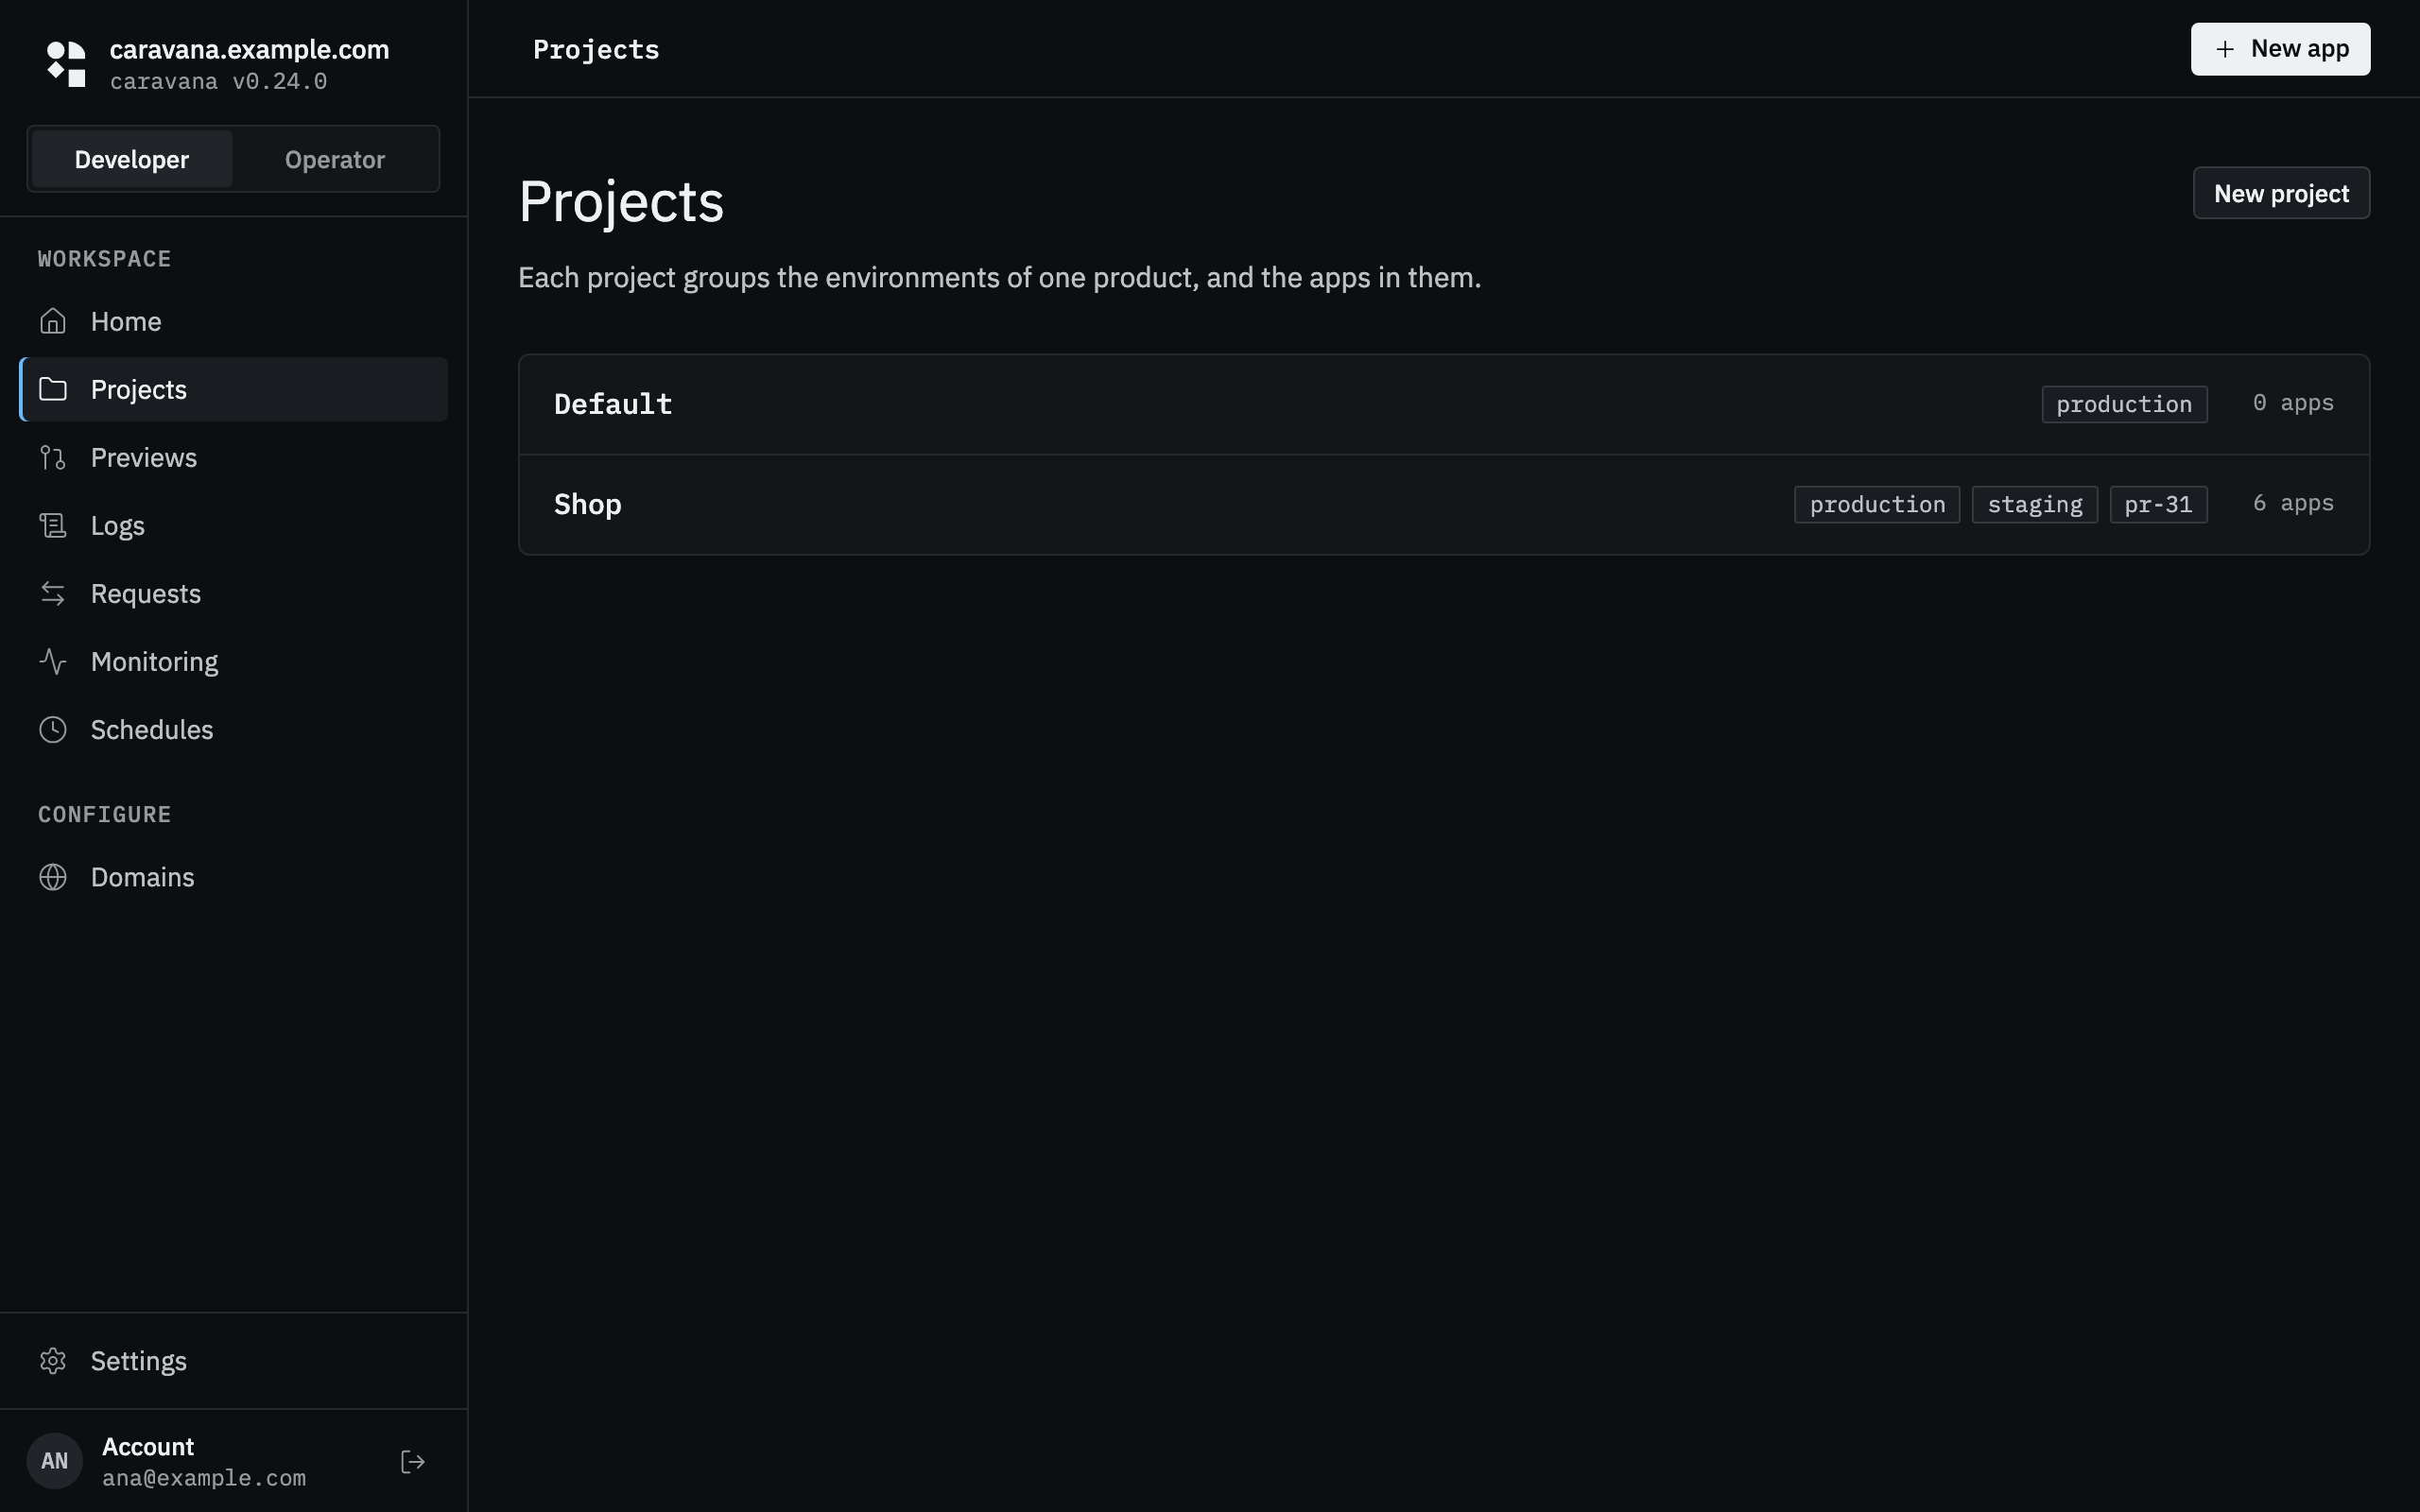 caravana.example.com
caravana v0.24.0
Developer
Operator
WORKSPACE
Home
Projects
Previews
Logs
Requests
Monitoring
Schedules
CONFIGURE
Domains
Settings
AN
Account
ana@example.com
Projects
New app
Projects
New project
Each project groups the environments of one product, and the apps in them.
Default
production
0 apps
Shop
production
staging
pr-31
6 apps